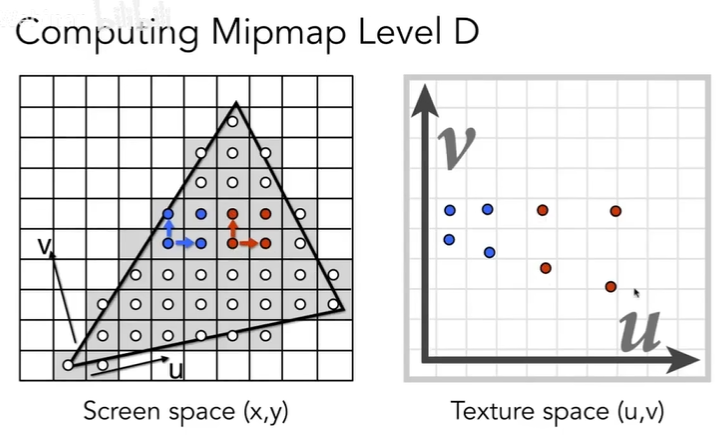 Computing Mipmap Level D
v
u
v
u
Screen space (x,y)
Texture space (u,v)